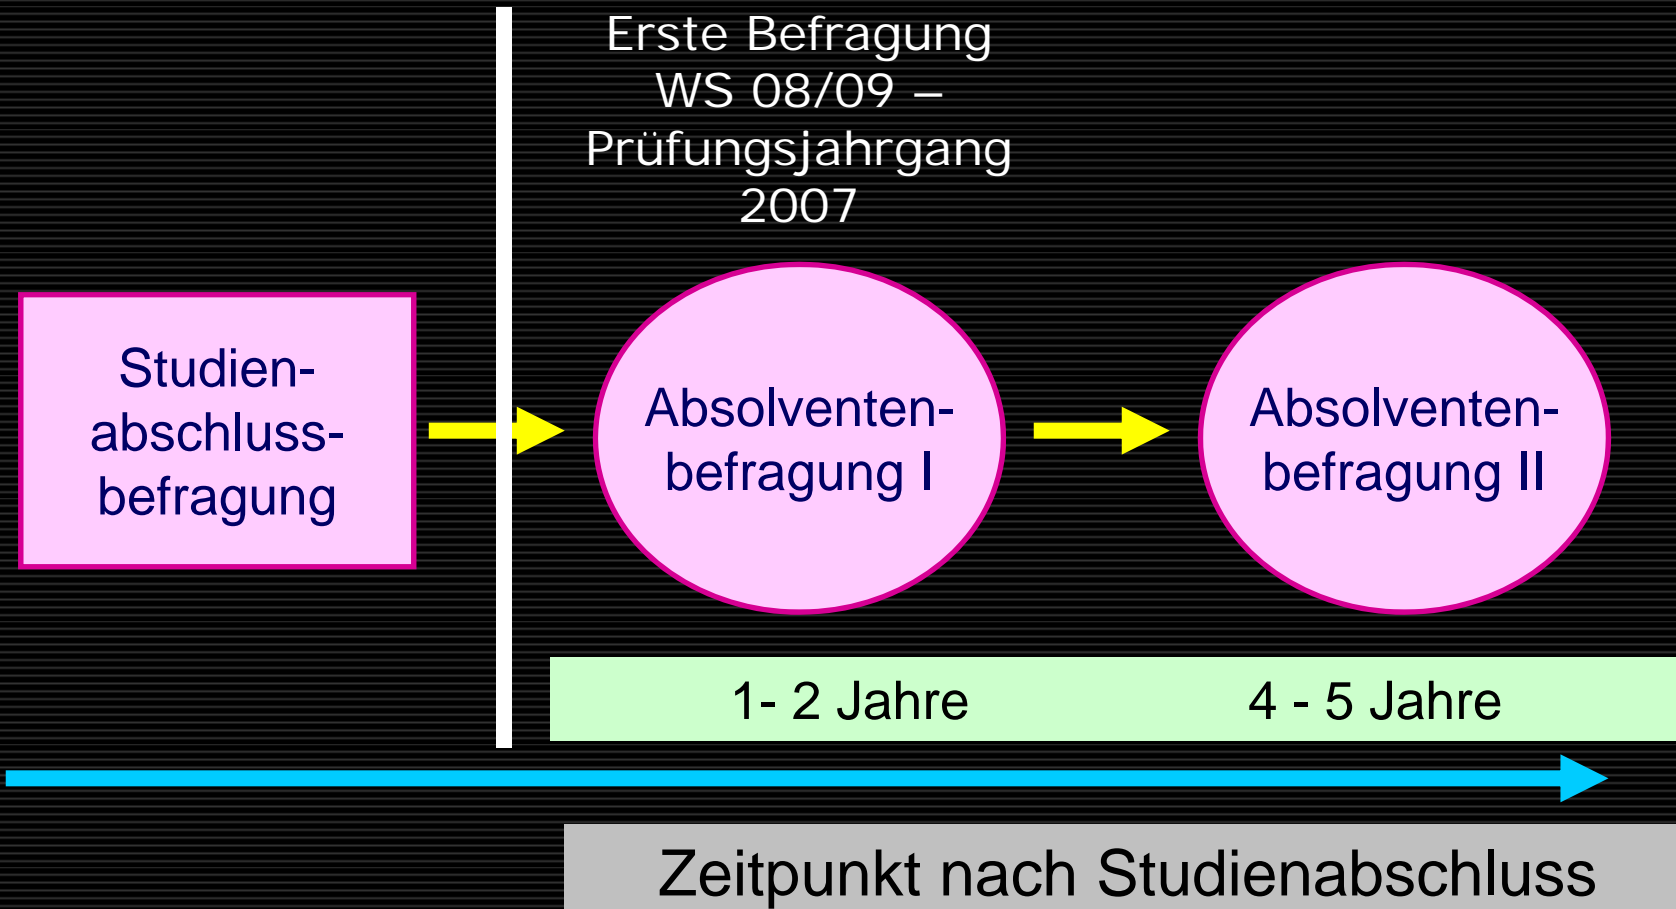 Erste Befragung
WS 08/09 –
Prüfungsjahrgang
2007
Studien-
abschluss-
befragung
Absolventen-
befragung I
Absolventen-
befragung II
1- 2 Jahre
4 - 5 Jahre
Zeitpunkt nach Studienabschluss